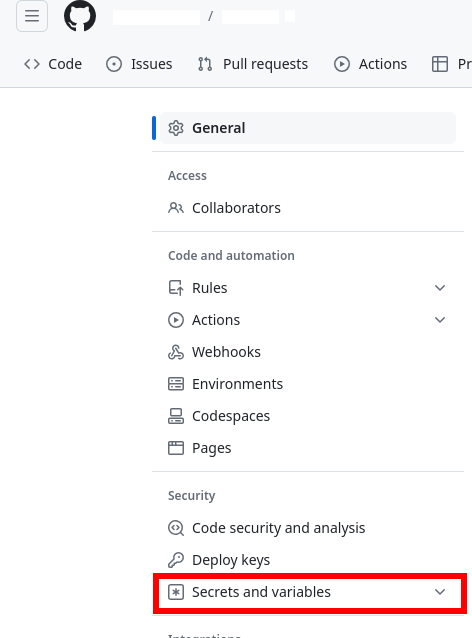 /
Code Issues Pull requests Actions Pr
General
Access
Collaborators
Code and automation
Rules
Actions
Webhooks
Environments
Codespaces
Pages
Security
Code security and analysis
Deploy keys
Secrets and variables
Integrations